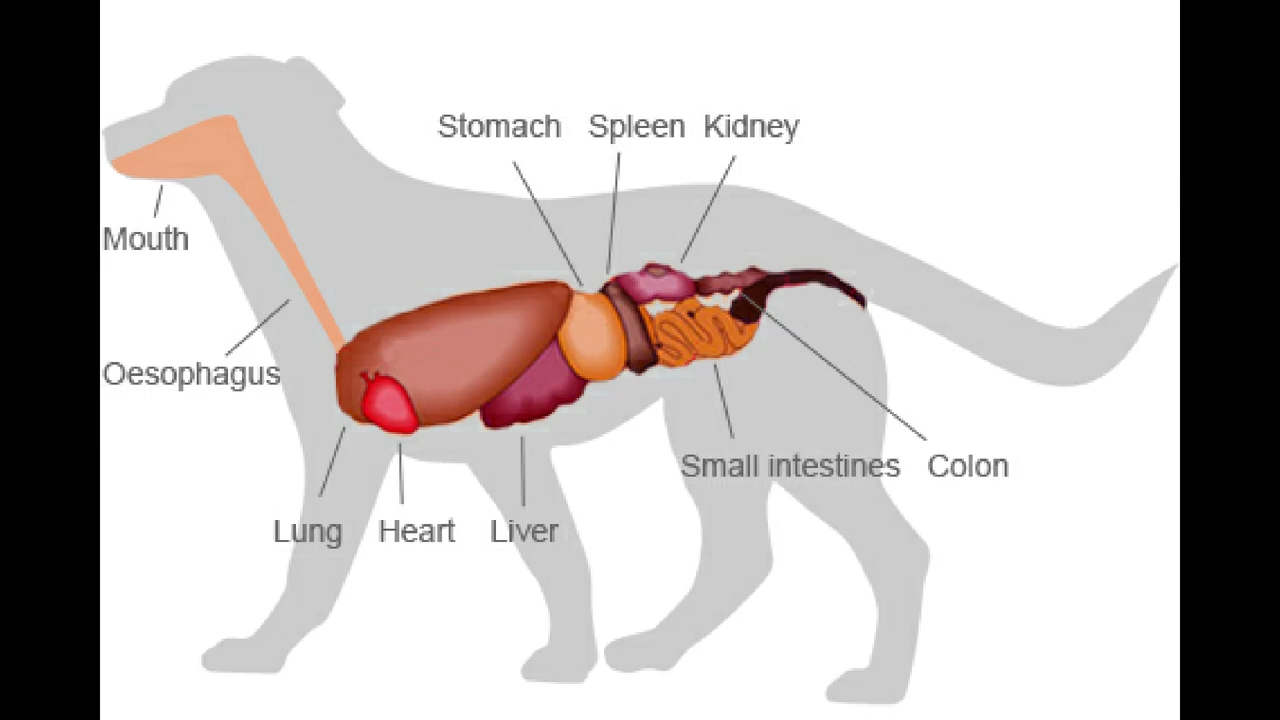 Stomach Spleen Kidney
Mouth
Oesophagus
Small intestines Colon
Lung Heart Liver